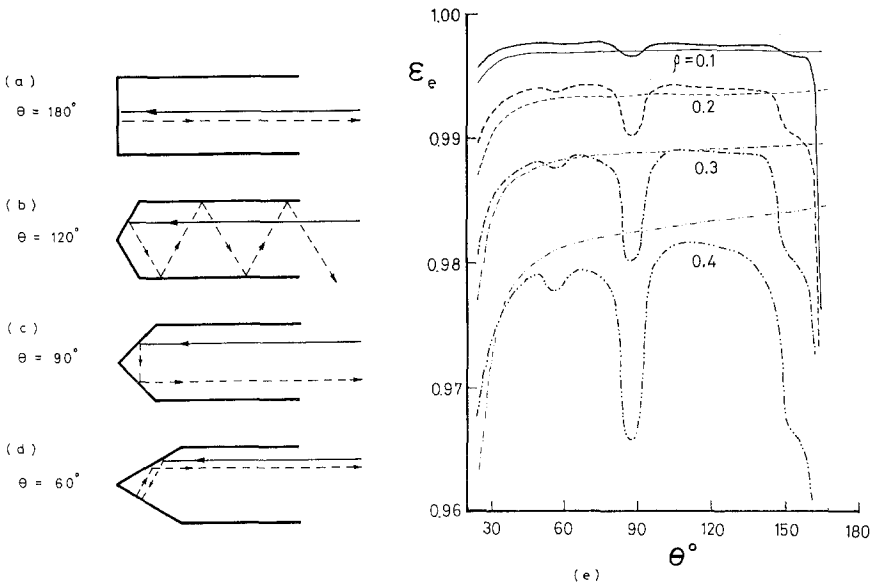 (a)
θ = 180°
(b)
θ = 120°
(c)
θ = 90°
(d)
θ = 60°
1.00
εe
0.99
0.98
0.97
0.96
ρ=0.1
0.2
0.3
0.4
30
60
90
120
150
180
θ°
(e)